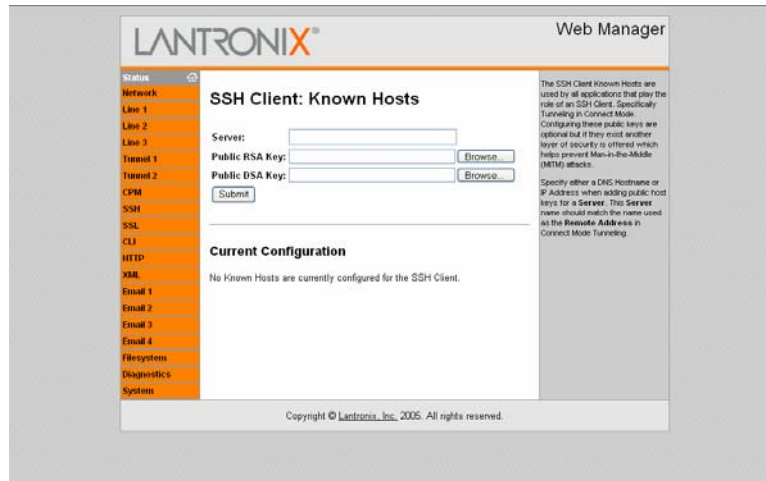 LANTRONIX®
Web Manager
Status
Network
Line 1
Line 2
Line 3
Tunnel 1
Tunnel 2
CPM
SSH
SSL
CLI
HTTP
XML
Email 1
Email 2
Email 3
Email 4
Filesystem
Diagnostics
System
SSH Client: Known Hosts
Server:
Public RSA Key: Browse...
Public DSA Key: Browse...
Submit
Current Configuration
No Known Hosts are currently configured for the SSH Client.
The SSH Client Known Hosts are
used by all applications that play the
role of an SSH Client. Specifically
Tunneling in Connect Mode.
Configuring these public keys are
optional but if they exist another
layer of security is offered which
helps prevent Man-in-the-Middle
(MITM) attacks.
Specify either a DNS Hostname or
IP Address when adding public host
keys for a Server. This Server
name should match the name used
as the Remote Address in
Connect Mode Tunneling.
Copyright © Lantronix, Inc. 2005. All rights reserved.